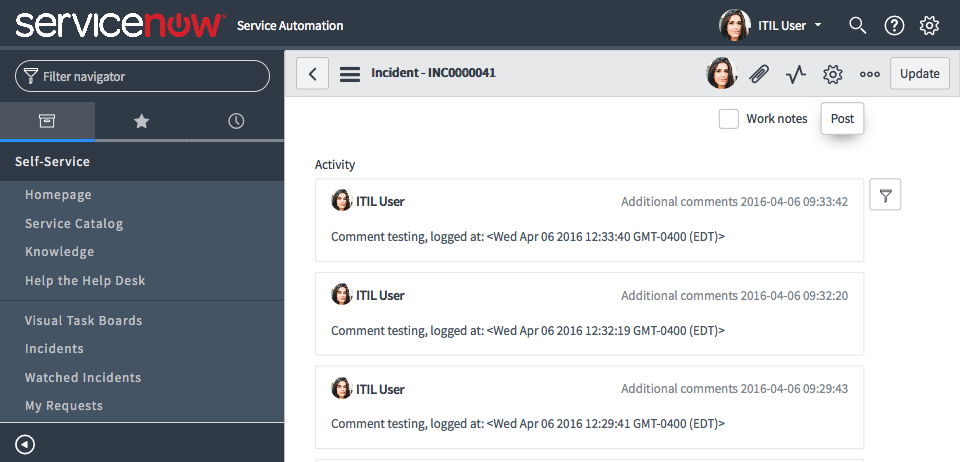 servicenow Service Automation
ITIL User
Filter navigator
Self-Service
Homepage
Service Catalog
Knowledge
Help the Help Desk
Visual Task Boards
Incidents
Watched Incidents
My Requests
Incident - INC0000041
Update
Work notes
Post
Activity
ITIL User Additional comments 2016-04-06 09:33:42
Comment testing, logged at: <Wed Apr 06 2016 12:33:40 GMT-0400 (EDT)>
ITIL User Additional comments 2016-04-06 09:32:20
Comment testing, logged at: <Wed Apr 06 2016 12:32:19 GMT-0400 (EDT)>
ITIL User Additional comments 2016-04-06 09:29:43
Comment testing, logged at: <Wed Apr 06 2016 12:29:41 GMT-0400 (EDT)>